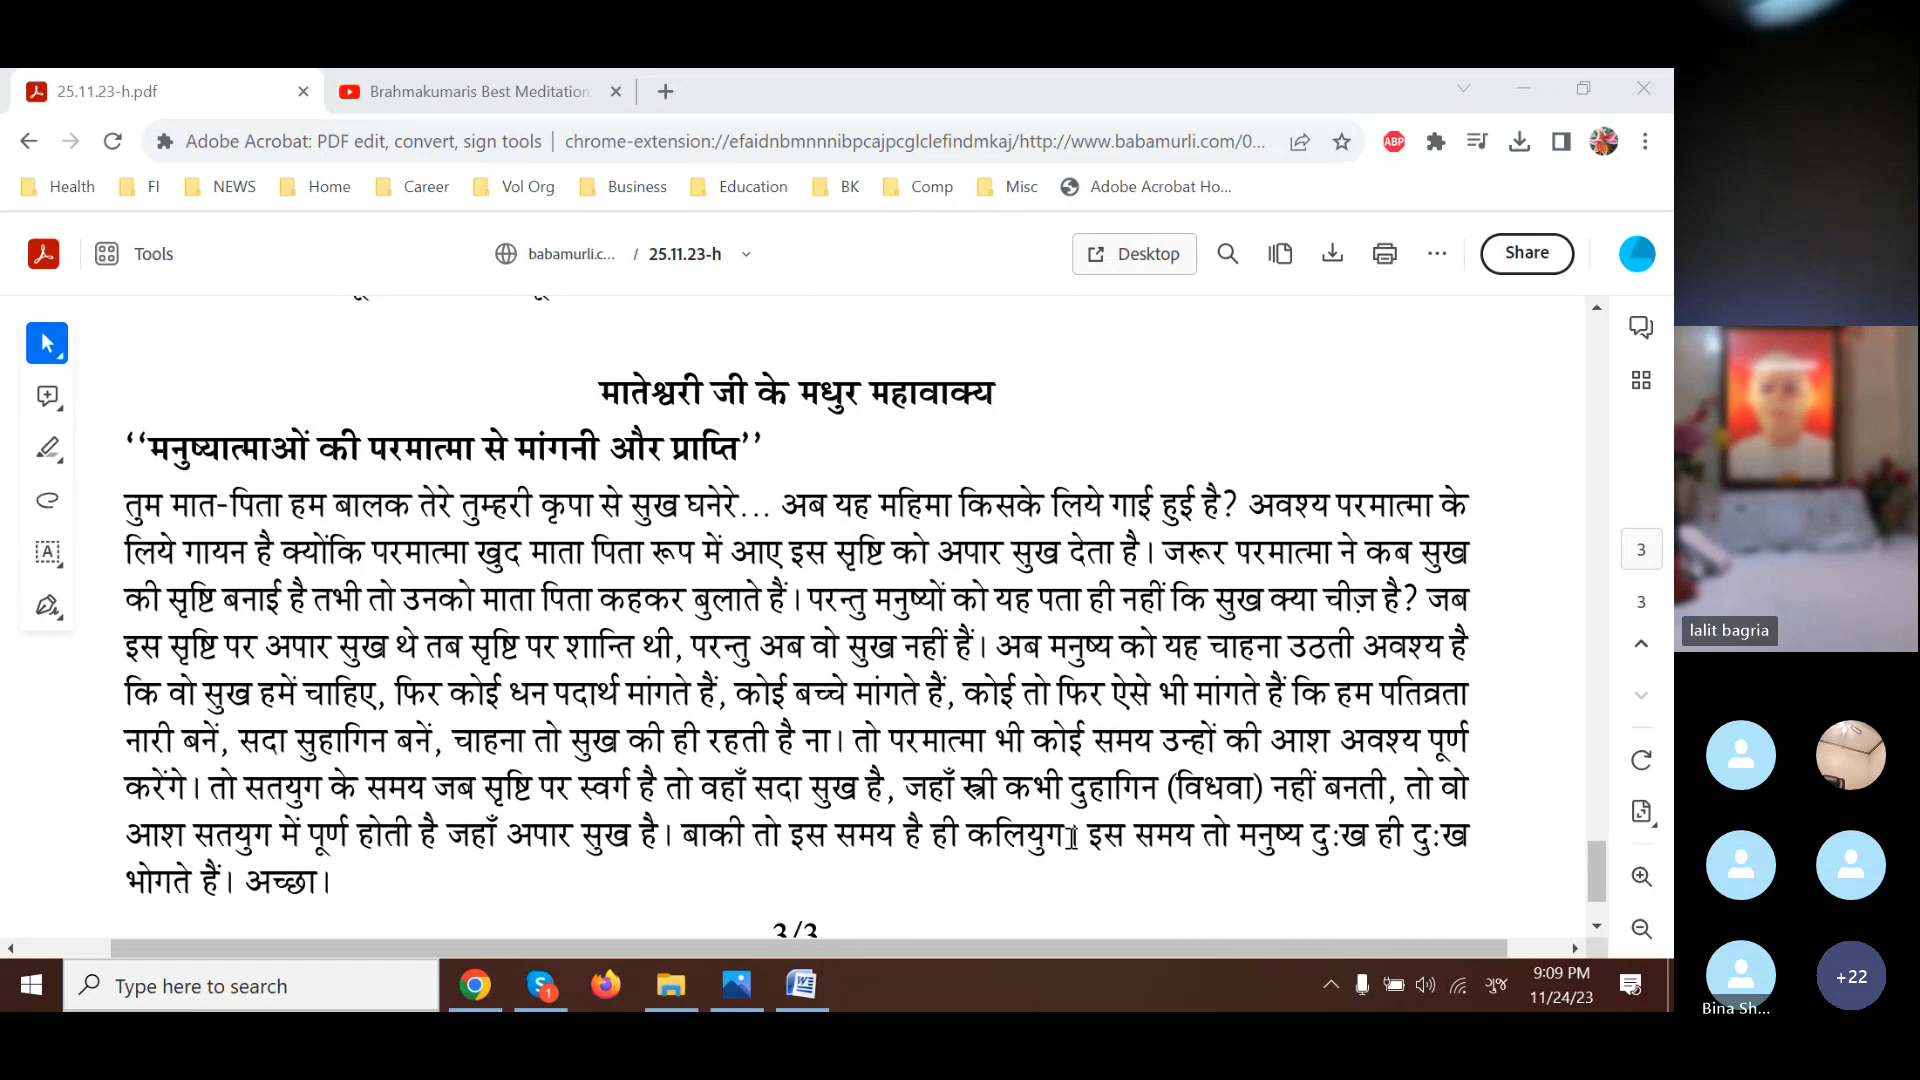 25.11.23-h.pdf
Brahmakumaris Best Meditation
Adobe Acrobat: PDF edit, convert, sign tools
chrome-extension://efaidnbmnnnibpcajpcglclefindmkaj/http://www.babamurli.com/0...
ABP
Health
FI
NEWS
Home
Career
Vol Org
Business
Education
BK
Comp
Misc
Adobe Acrobat Ho...
Tools
babamurli.c... / 25.11.23-h
Desktop
Share
मातेश्वरी जी के मधुर महावाक्य
‘‘मनुष्यात्माओं की परमात्मा से मांगनी और प्राप्ति’’
तुम मात-पिता हम बालक तेरे तुम्हरी कृपा से सुख घनेरे... अब यह महिमा किसके लिये गाई हुई है? अवश्य परमात्मा के
लिये गायन है क्योंकि परमात्मा खुद माता पिता रूप में आए इस सृष्टि को अपार सुख देता है। जरूर परमात्मा ने कब सुख
की सृष्टि बनाई है तभी तो उनको माता पिता कहकर बुलाते हैं। परन्तु मनुष्यों को यह पता ही नहीं कि सुख क्या चीज़ है? जब
इस सृष्टि पर अपार सुख थे तब सृष्टि पर शान्ति थी, परन्तु अब वो सुख नहीं हैं। अब मनुष्य को यह चाहना उठती अवश्य है
कि वो सुख हमें चाहिए, फिर कोई धन पदार्थ मांगते हैं, कोई बच्चे मांगते हैं, कोई तो फिर ऐसे भी मांगते हैं कि हम पतिव्रता
नारी बनें, सदा सुहागिन बनें, चाहना तो सुख की ही रहती है ना। तो परमात्मा भी कोई समय उन्हों की आश अवश्य पूर्ण
करेंगे। तो सतयुग के समय जब सृष्टि पर स्वर्ग है तो वहाँ सदा सुख है, जहाँ स्त्री कभी दुहागिन (विधवा) नहीं बनती, तो वो
आश सतयुग में पूर्ण होती है जहाँ अपार सुख है। बाकी तो इस समय है ही कलियुग। इस समय तो मनुष्य दु:ख ही दु:ख
भोगते हैं। अच्छा।
3/3
3
3
lalit bagria
Bina Sh...
+22
Type here to search
1
ગુજ
9:09 PM
11/24/23